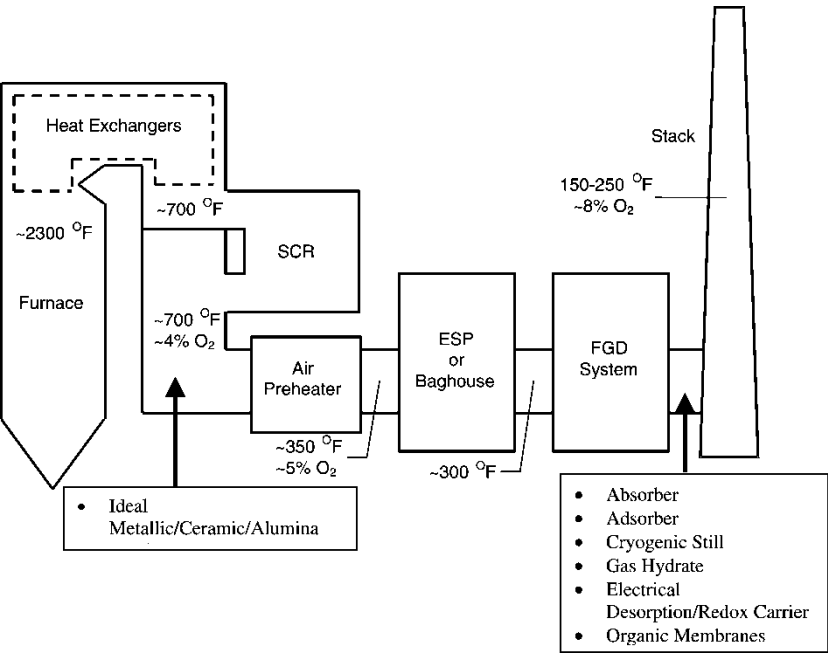 Heat Exchangers
~2300 °F
Furnace
~700 °F
SCR
~700 °F
~4% O₂
Air
Preheater
~350 °F
~5% O₂
ESP
or
Baghouse
~300 °F
FGD
System
Stack
150-250 °F
~8% O₂
• Ideal
Metallic/Ceramic/Alumina
• Absorber
• Adsorber
• Cryogenic Still
• Gas Hydrate
• Electrical
Desorption/Redox Carrier
• Organic Membranes